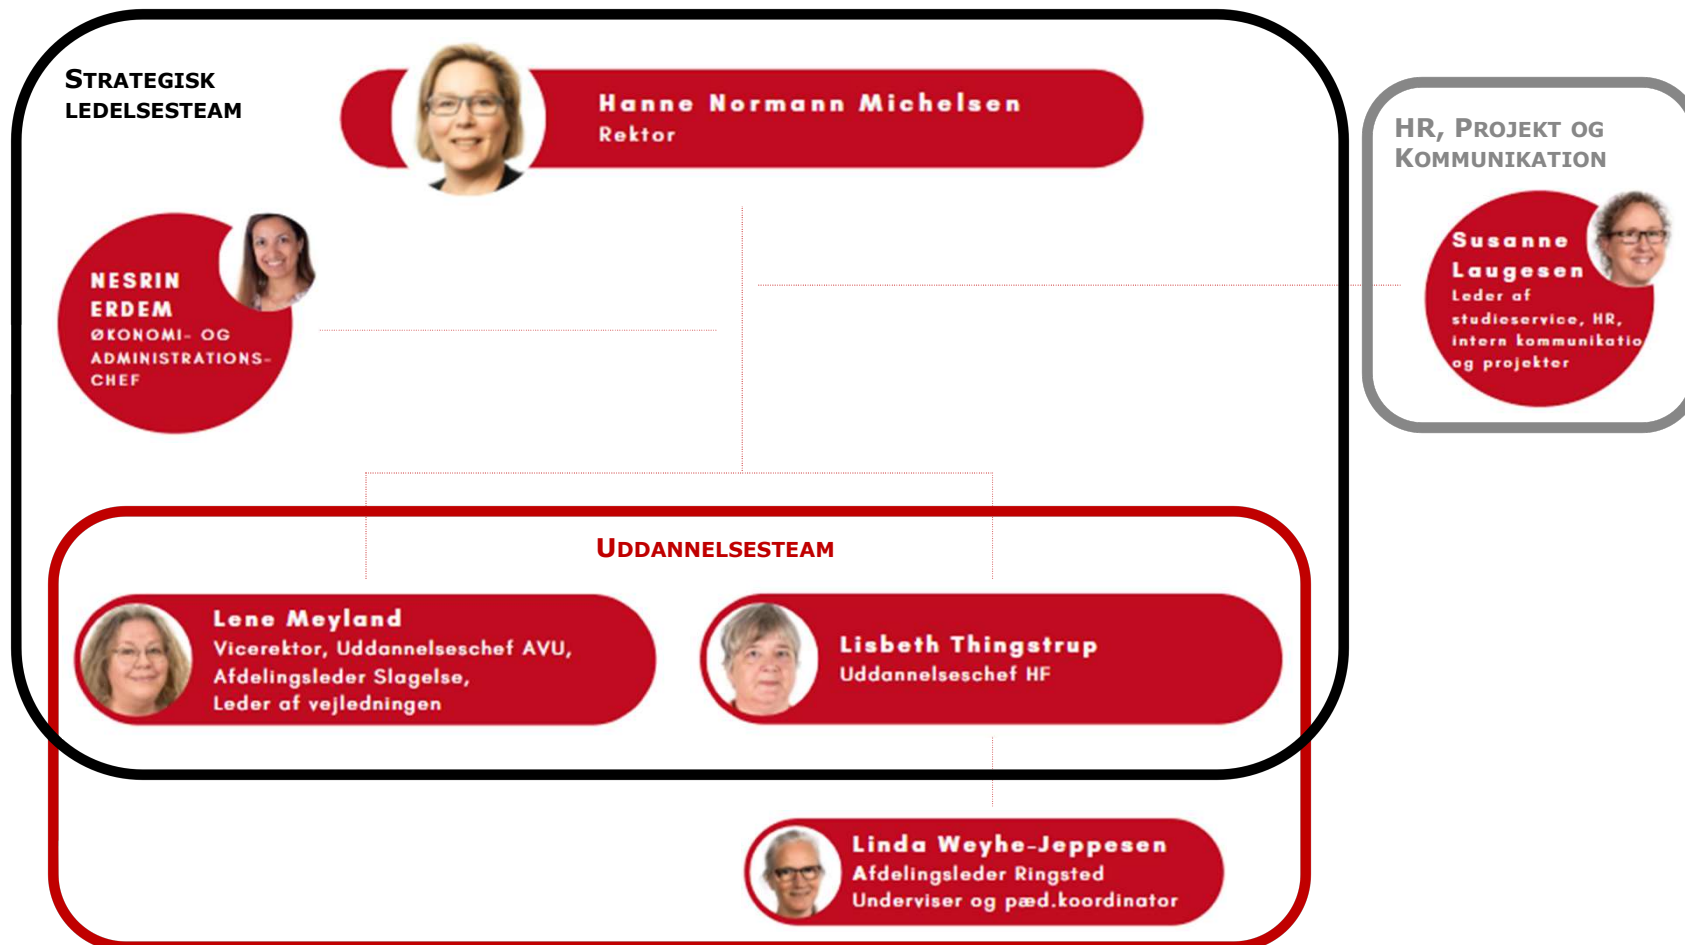 STRATEGISK
LEDELSESTEAM
Hanne Normann Michelsen
Rektor
HR, PROJEKT OG
KOMMUNIKATION
NESRIN
ERDEM
ØKONOMI- OG
ADMINISTRATIONS-
CHEF
Susanne
Laugesen
Leder af
studieservice, HR,
intern kommunikatio
og projekter
UDDANNELSESTEAM
Lene Meyland
Vicerektor, Uddannelseschef AVU,
Afdelingsleder Slagelse,
Leder af vejledningen
Lisbeth Thingstrup
Uddannelseschef HF
Linda Weyhe-Jeppesen
Afdelingsleder Ringsted
Underviser og pæd.koordinator